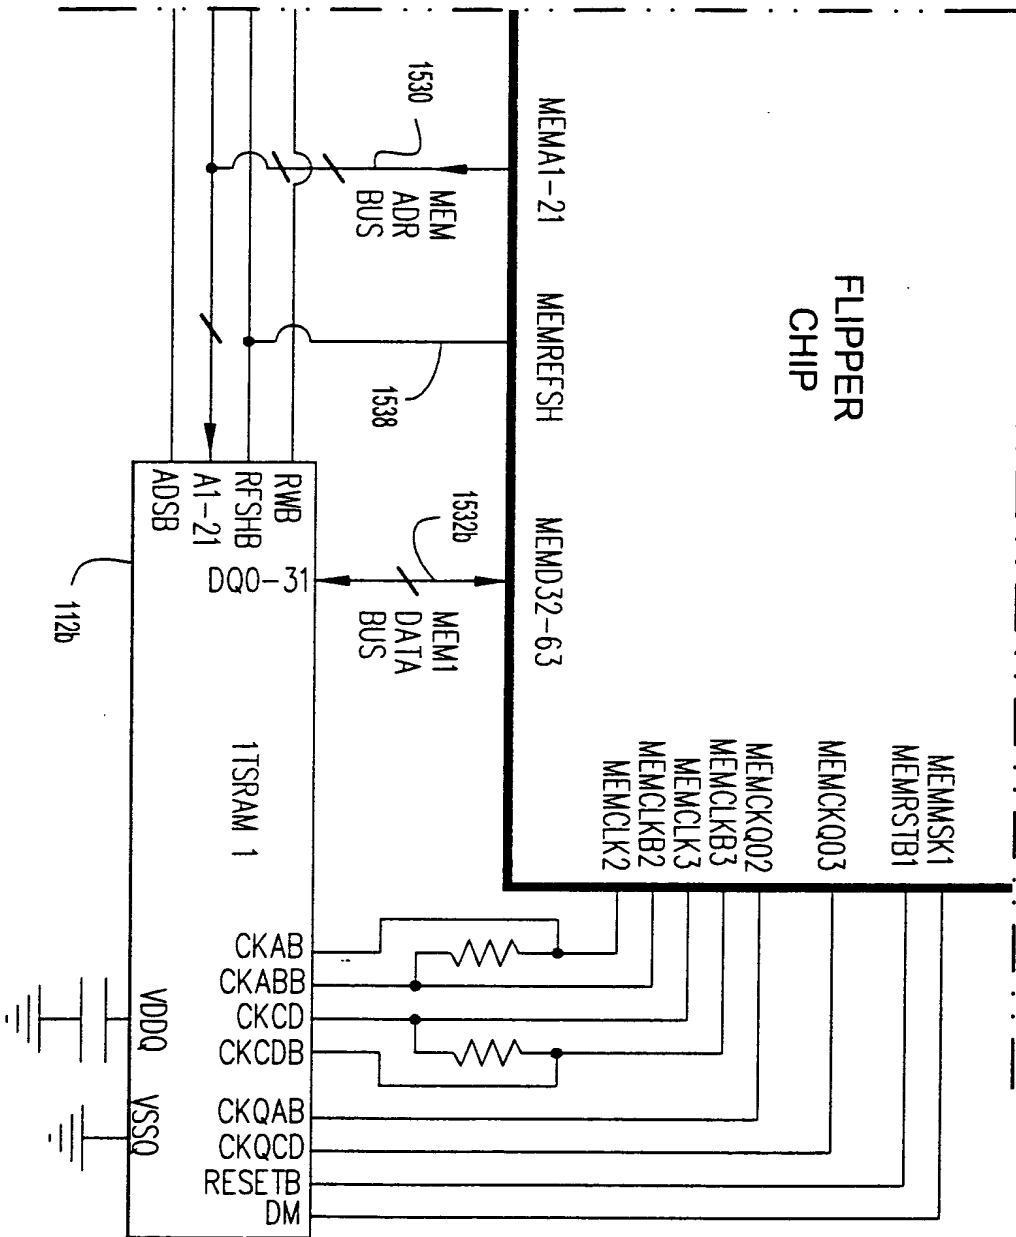 FLIPPER
CHIP
MEMA1-21
MEMREFSH
MEMD32-63
MEMMSK1
MEMRSTB1
MEMCKQ03
MEMCKQ02
MEMCLKB3
MEMCLK3
MEMCLKB2
MEMCLK2
1530
MEM
ADR
BUS
1538
1532b
MEM1
DATA
BUS
RWB
RFSHB
A1-21
ADSB
DQ0-31
112b
1TSRAM 1
CKAB
CKABB
CKCD
CKCDB
CKQAB
CKQCD
RESETB
DM
VDDQ
VSSQ